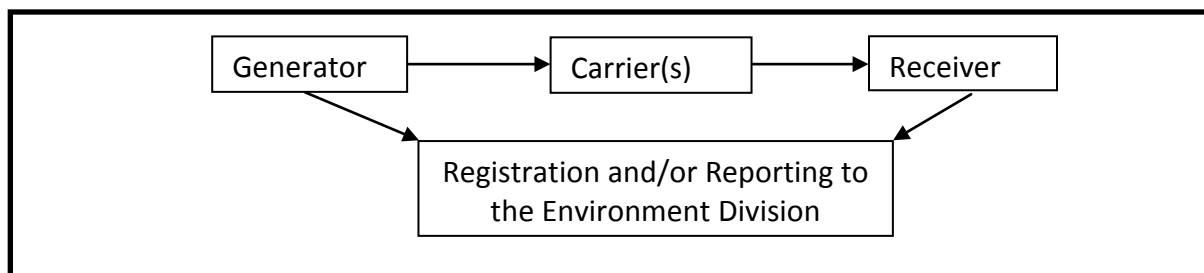 Generator
Carrier(s)
Receiver
Registration and/or Reporting to
the Environment Division